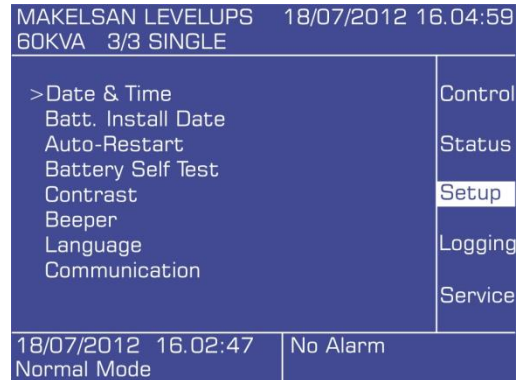 MAKELSAN LEVELUPS 18/07/2012 16.04:59
60KVA 3/3 SINGLE
>Date & Time
Batt. Install Date
Auto-Restart
Battery Self Test
Contrast
Beeper
Language
Communication
Control
Status
Setup
Logging
Service
18/07/2012 16.02:47
Normal Mode
No Alarm